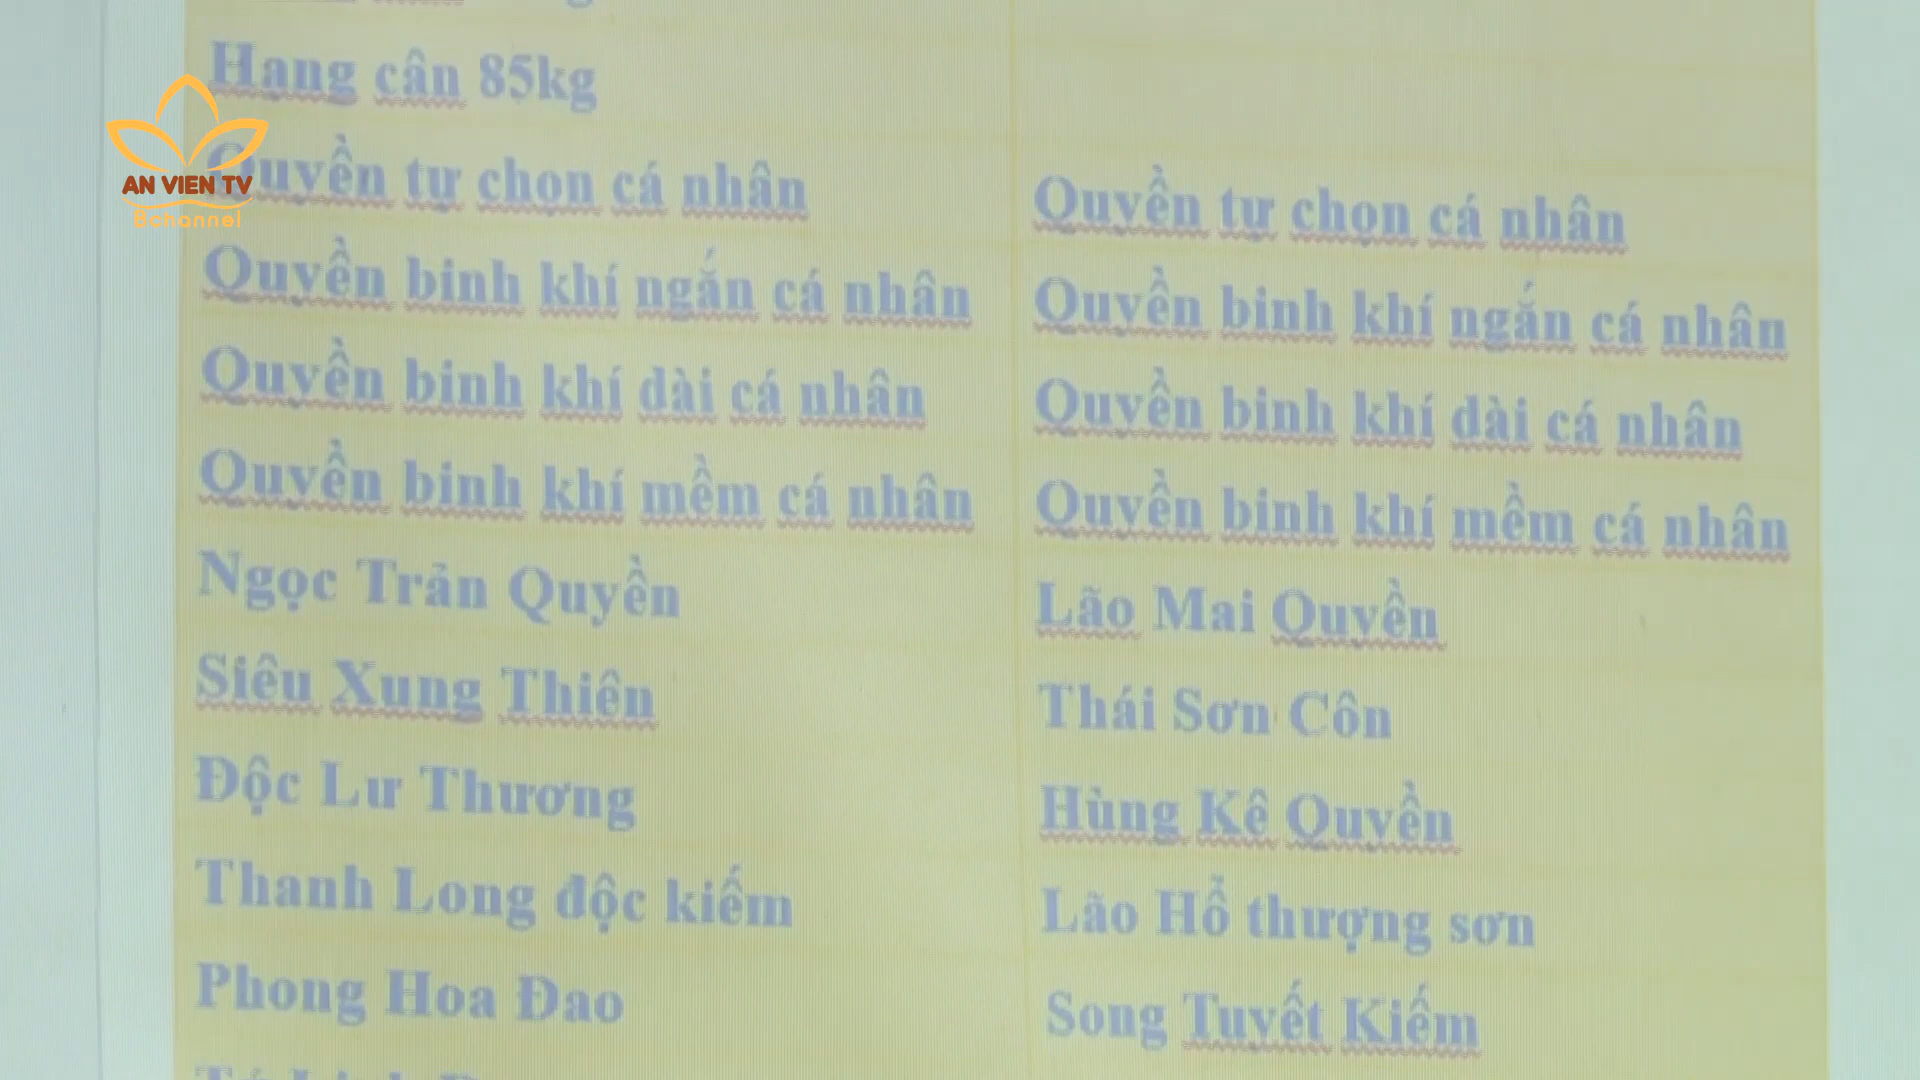 Hạng cân 85kg
AN VIEN TV
Bchannel
Quyền tự chọn cá nhân
Quyền tự chọn cá nhân
Quyền binh khí ngắn cá nhân
Quyền binh khí ngắn cá nhân
Quyền binh khí dài cá nhân
Quyền binh khí dài cá nhân
Quyền binh khí mềm cá nhân
Quyền binh khí mềm cá nhân
Ngọc Trản Quyền
Lão Mai Quyền
Siêu Xung Thiên
Thái Sơn Côn
Độc Lư Thương
Hùng Kê Quyền
Thanh Long độc kiếm
Lão Hổ thượng sơn
Phong Hoa Đao
Song Tuyết Kiếm